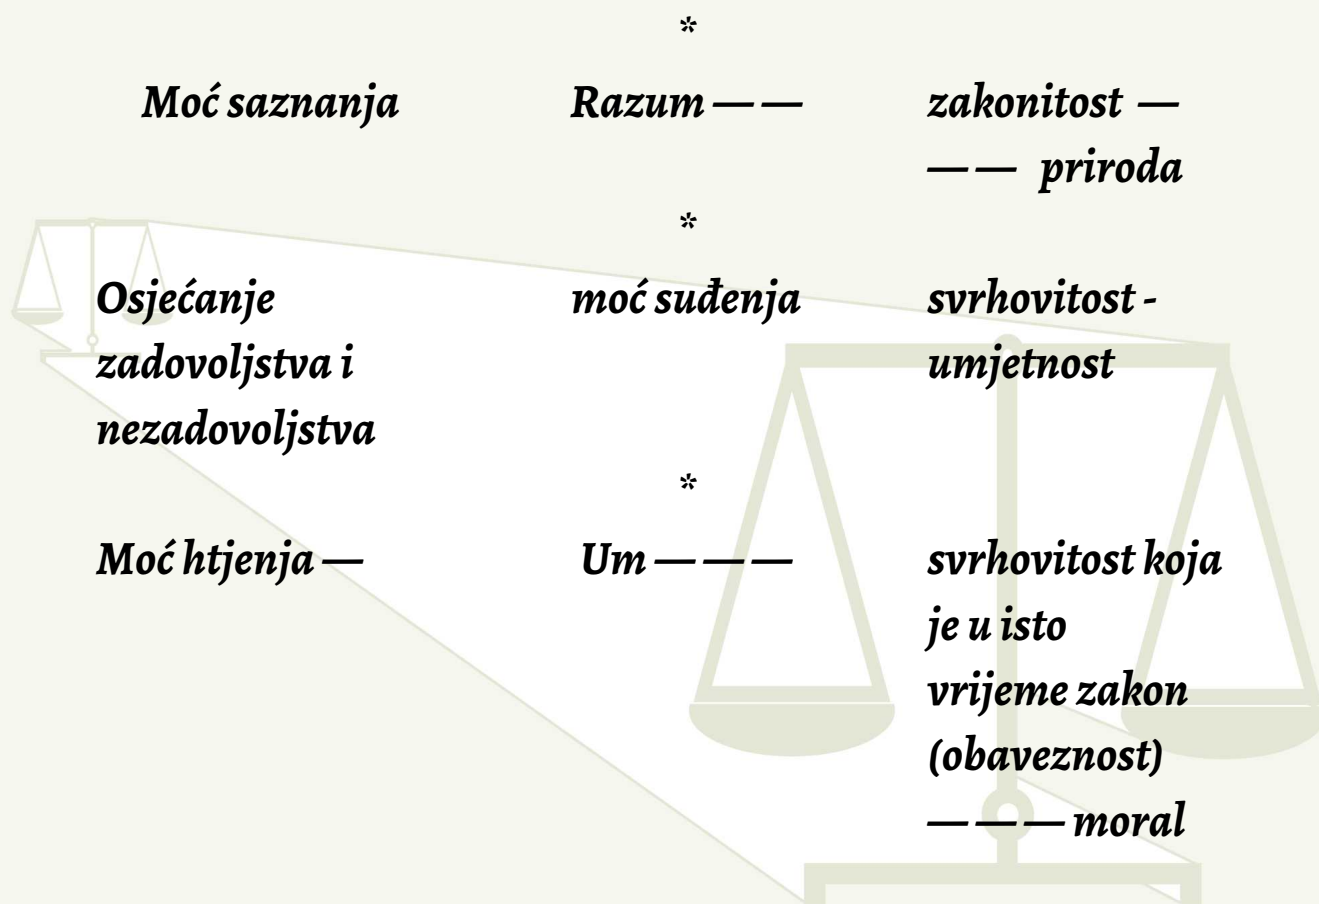 *
Moć saznanja Razum — — zakonitost —
— — priroda
*
Osjećanje moć suđenja svrhovitost -
zadovoljstva i umjetnost
nezadovoljstva
*
Moć htjenja — Um — — — svrhovitost koja
je u isto
vrijeme zakon
(obaveznost)
— — — moral